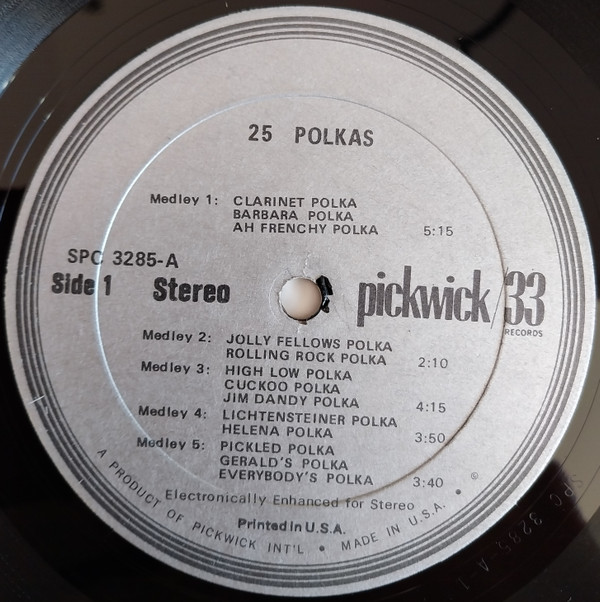 25 POLKAS
Medley 1: CLARINET POLKA
BARBARA POLKA
AH FRENCHY POLKA 5:15
SPC 3285-A
Side 1 Stereo pickwick/33
RECORDS
Medley 2: JOLLY FELLOWS POLKA
ROLLING ROCK POLKA 2:10
Medley 3: HIGH LOW POLKA
CUCKOO POLKA
JIM DANDY POLKA 4:15
Medley 4: LICHTENSTEINER POLKA
HELENA POLKA 3:50
Medley 5: PICKLED POLKA
GERALD'S POLKA
EVERYBODY'S POLKA 3:40
Electronically Enhanced for Stereo
Printed in U.S.A.
A PRODUCT OF PICKWICK INT'L • MADE IN U.S.A. • ©
SPC 3285 A 1